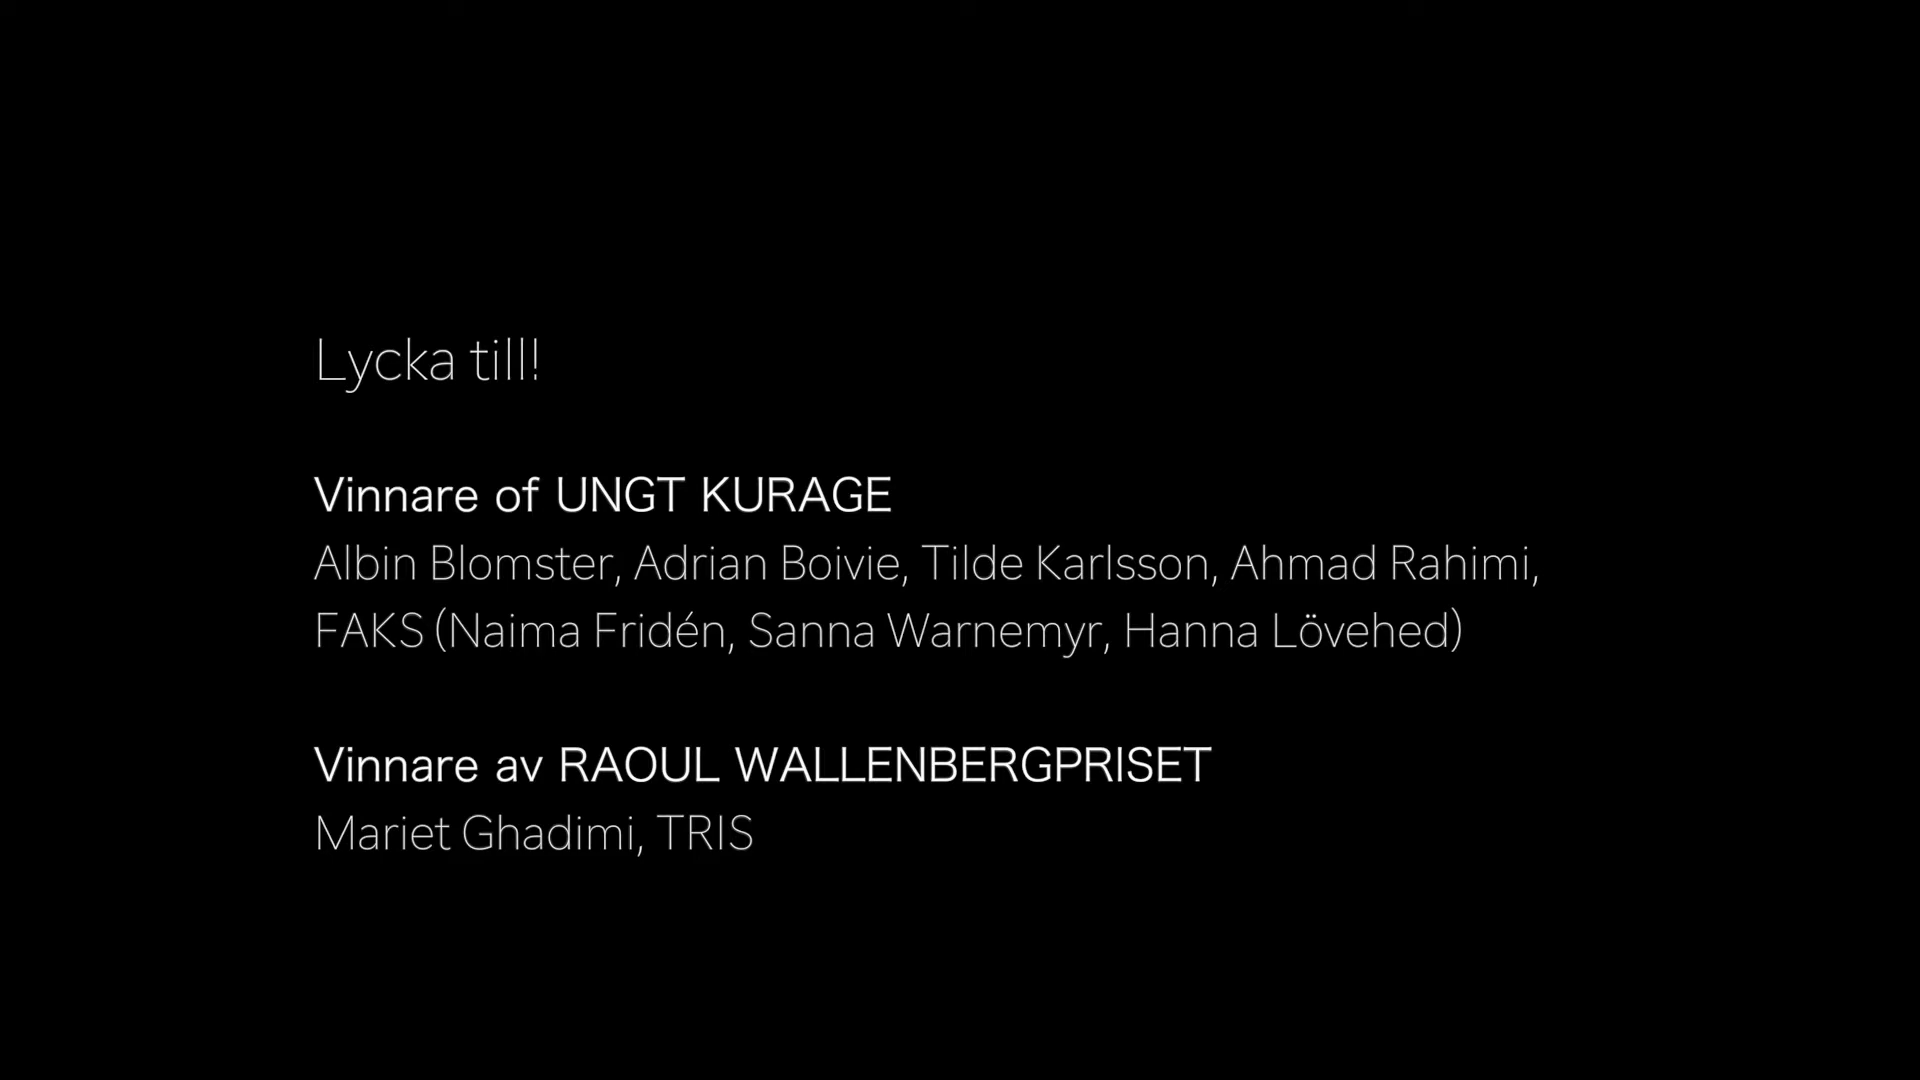 Lycka till!
Vinnare of UNGT KURAGE
Albin Blomster, Adrian Boivie, Tilde Karlsson, Ahmad Rahimi,
FAKS (Naima Fridén, Sanna Warnemyr, Hanna Lövehed)
Vinnare av RAOUL WALLENBERGPRISET
Mariet Ghadimi, TRIS